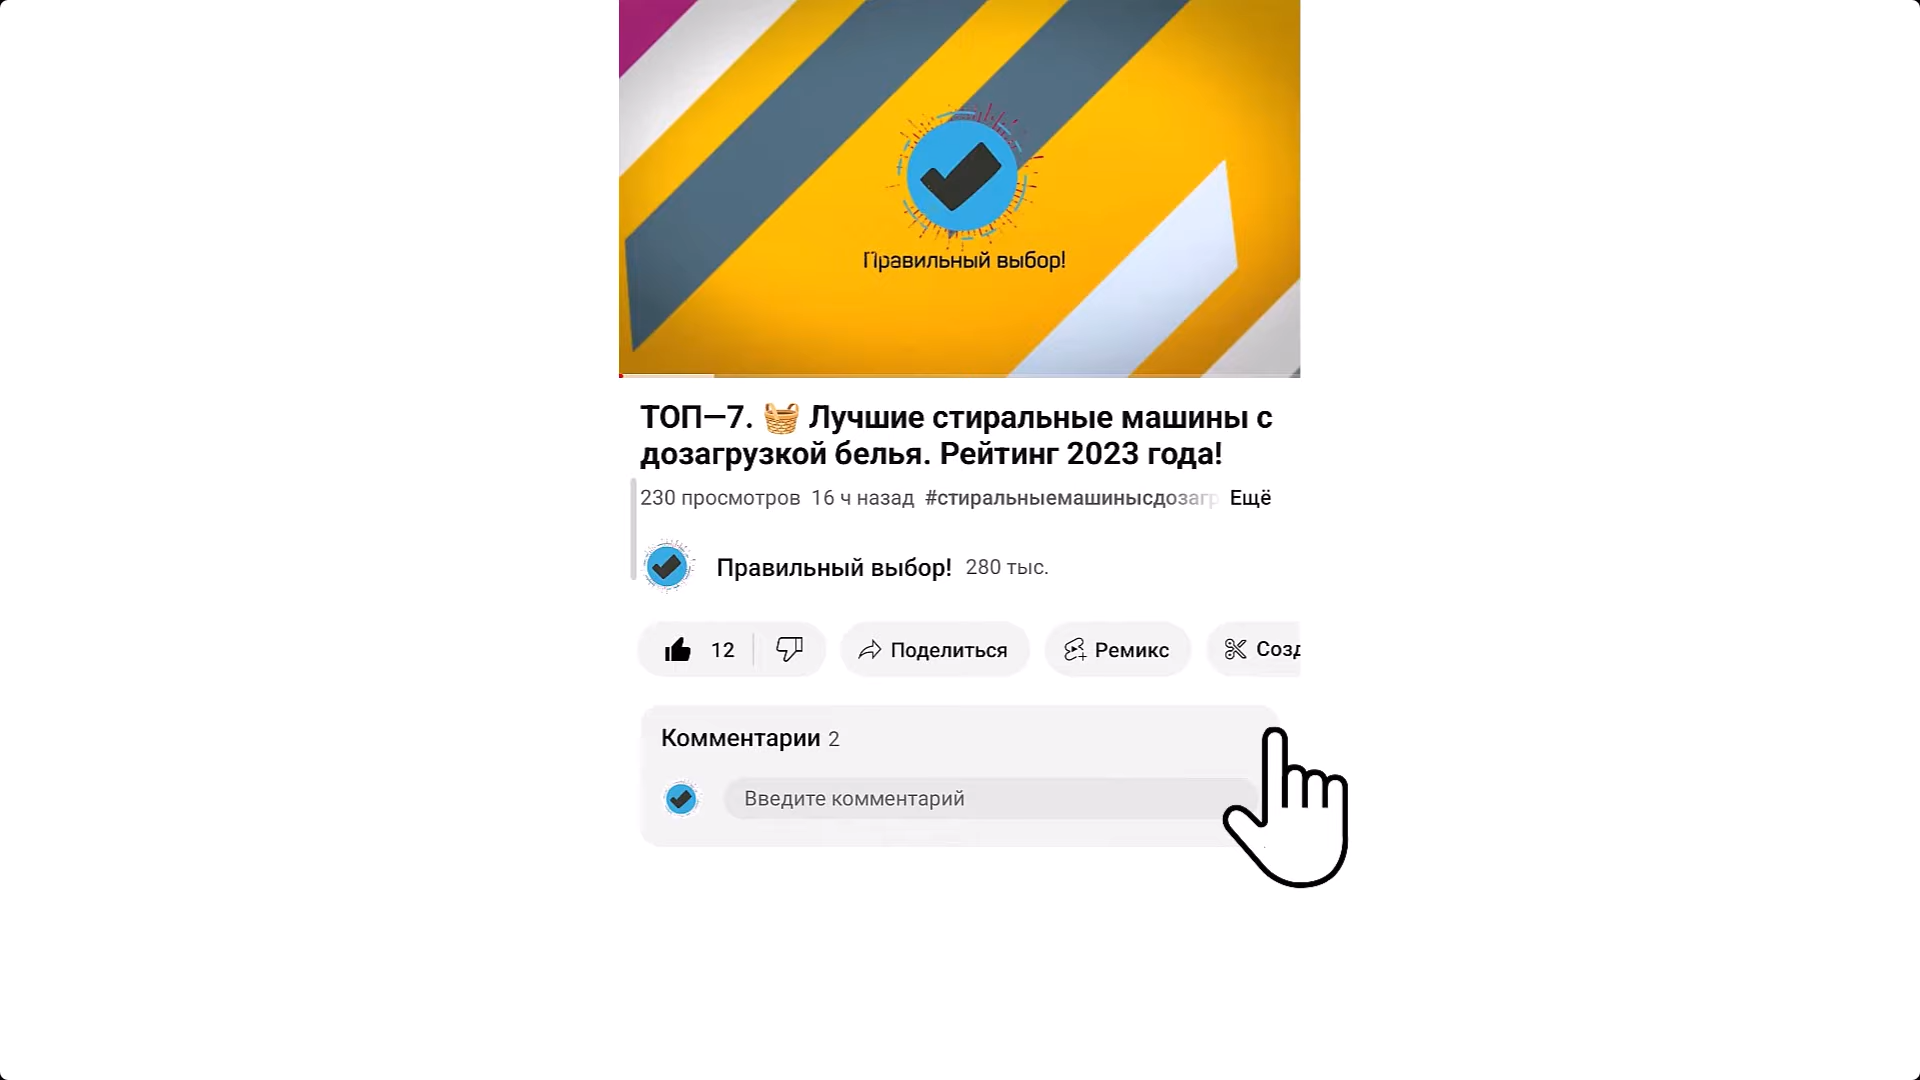 Правильный выбор!
ТОП—7. 🧺 Лучшие стиральные машины с
дозагрузкой белья. Рейтинг 2023 года!
230 просмотров 16 ч назад #стиральныемашинысдозагр Ещё
Правильный выбор! 280 тыс.
12 Поделиться Ремикс Созд
Комментарии 2
Введите комментарий